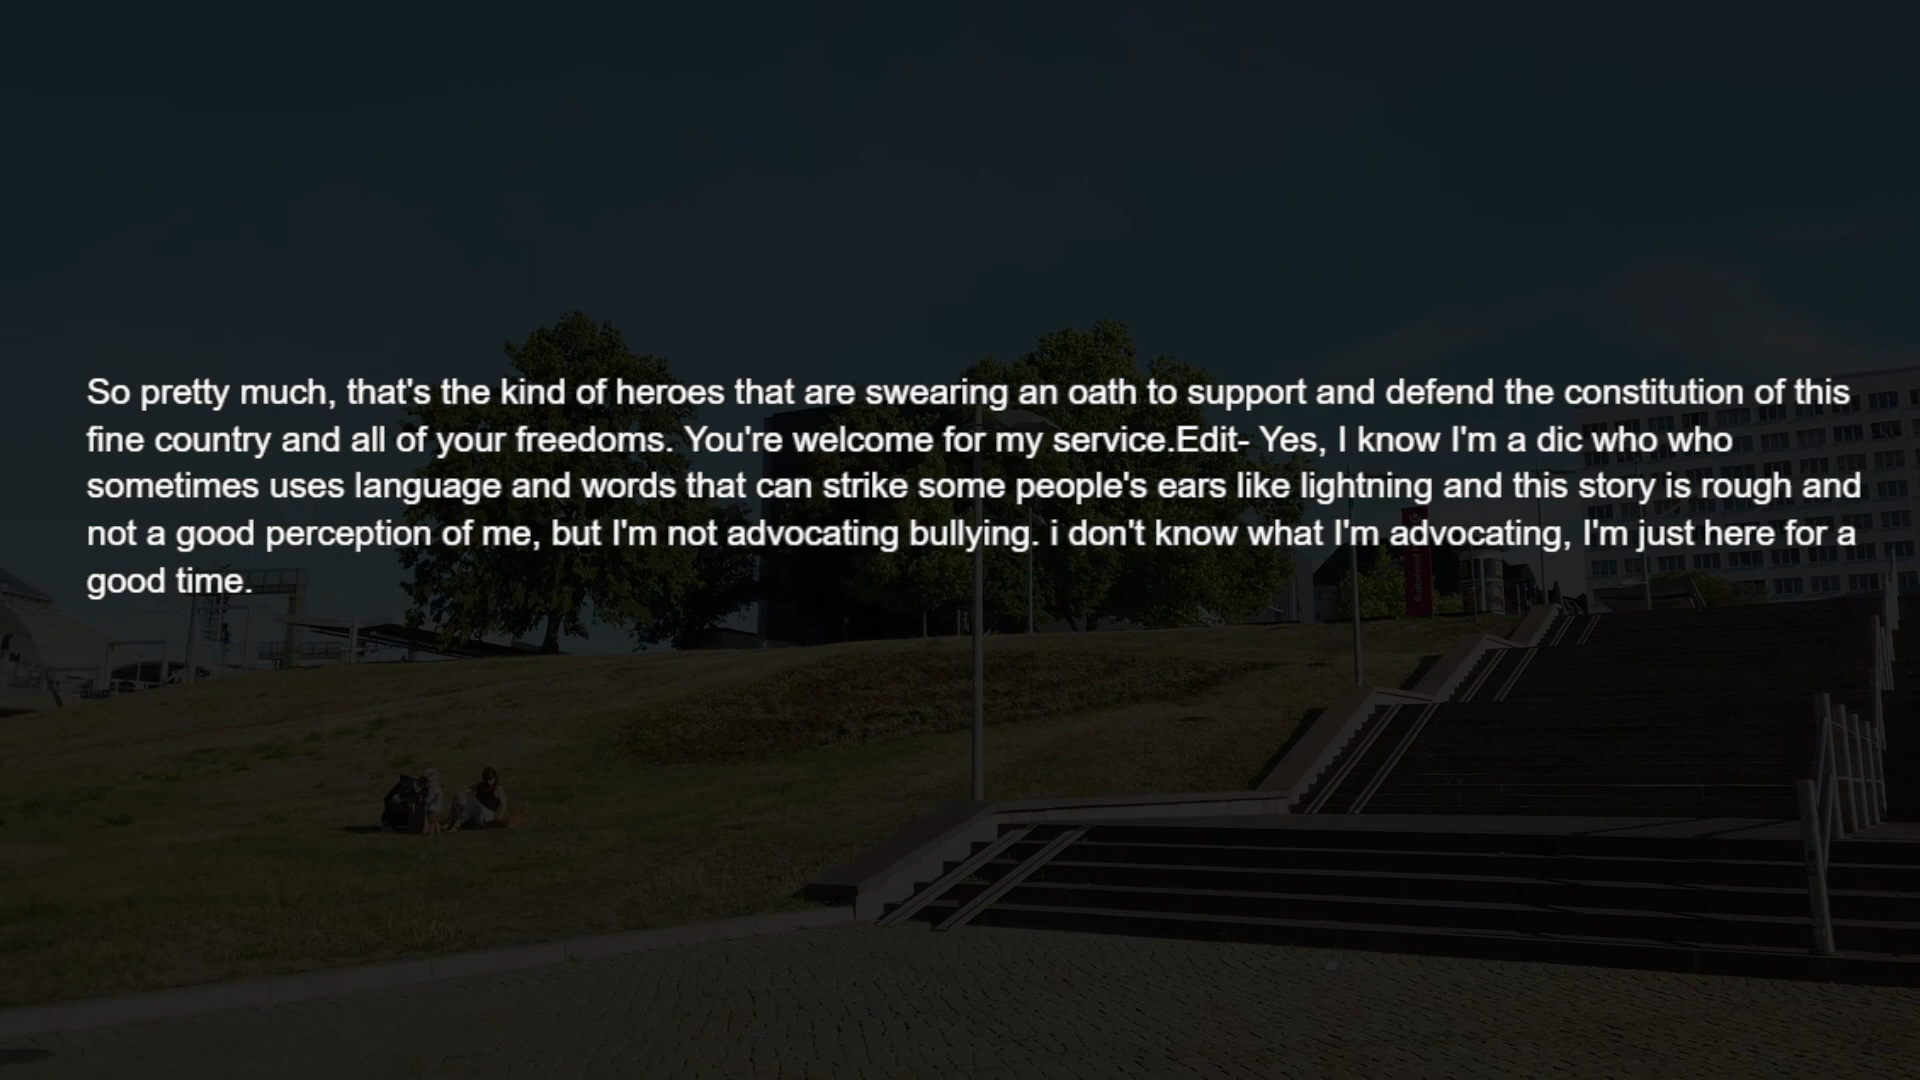 So pretty much, that's the kind of heroes that are swearing an oath to support and defend the constitution of this
fine country and all of your freedoms. You're welcome for my service.Edit- Yes, I know I'm a dic who who
sometimes uses language and words that can strike some people's ears like lightning and this story is rough and
not a good perception of me, but I'm not advocating bullying. i don't know what I'm advocating, I'm just here for a
good time.